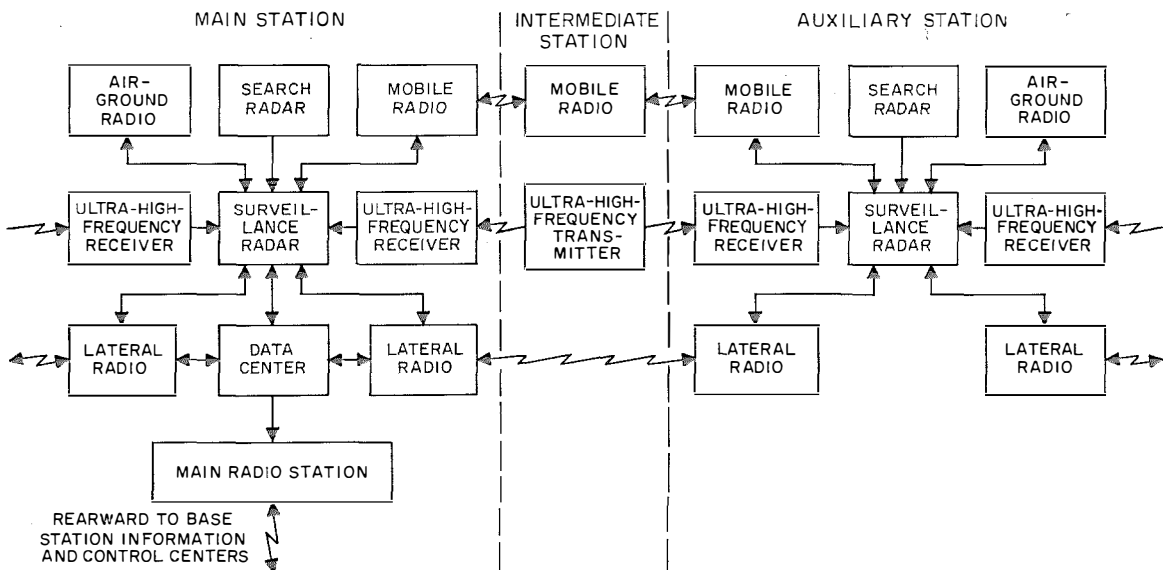 MAIN STATION
INTERMEDIATE
STATION
AUXILIARY STATION
AIR-
GROUND
RADIO
SEARCH
RADAR
MOBILE
RADIO
MOBILE
RADIO
MOBILE
RADIO
SEARCH
RADAR
AIR-
GROUND
RADIO
ULTRA-HIGH-
FREQUENCY
RECEIVER
SURVEIL-
LANCE
RADAR
ULTRA-HIGH-
FREQUENCY
RECEIVER
ULTRA-HIGH-
FREQUENCY
TRANS-
MITTER
ULTRA-HIGH-
FREQUENCY
RECEIVER
SURVEIL-
LANCE
RADAR
ULTRA-HIGH-
FREQUENCY
RECEIVER
LATERAL
RADIO
DATA
CENTER
LATERAL
RADIO
LATERAL
RADIO
LATERAL
RADIO
MAIN RADIO STATION
REARWARD TO BASE
STATION INFORMATION
AND CONTROL CENTERS